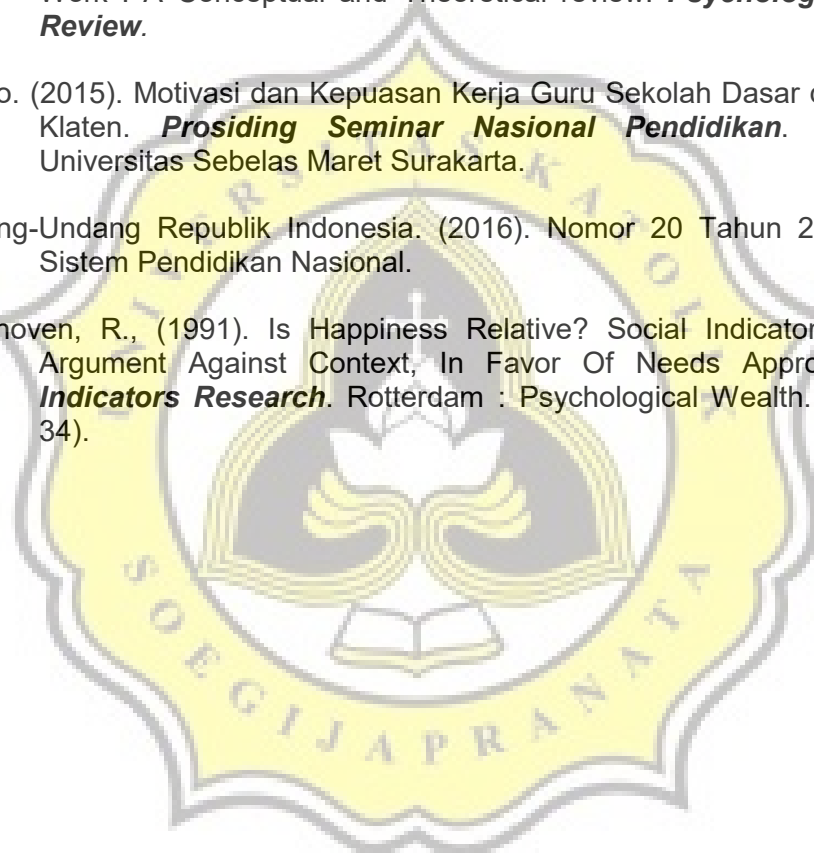 Work : A Conceptual and Theoretical review.
Review.
o. (2015). Motivasi dan Kepuasan Kerja Guru Sekolah Dasar
Klaten. Prosiding Seminar Nasional Pendidikan.
Universitas Sebelas Maret Surakarta.
ng-Undang Republik Indonesia. (2016). Nomor 20 Tahun 2
Sistem Pendidikan Nasional.
hoven, R., (1991). Is Happiness Relative? Social Indicator
Argument Against Context, In Favor Of Needs Appro
Indicators Research. Rotterdam : Psychological Wealth.
34).
UNIVERSITAS KATOLIK
SOEGIJAPRANATA